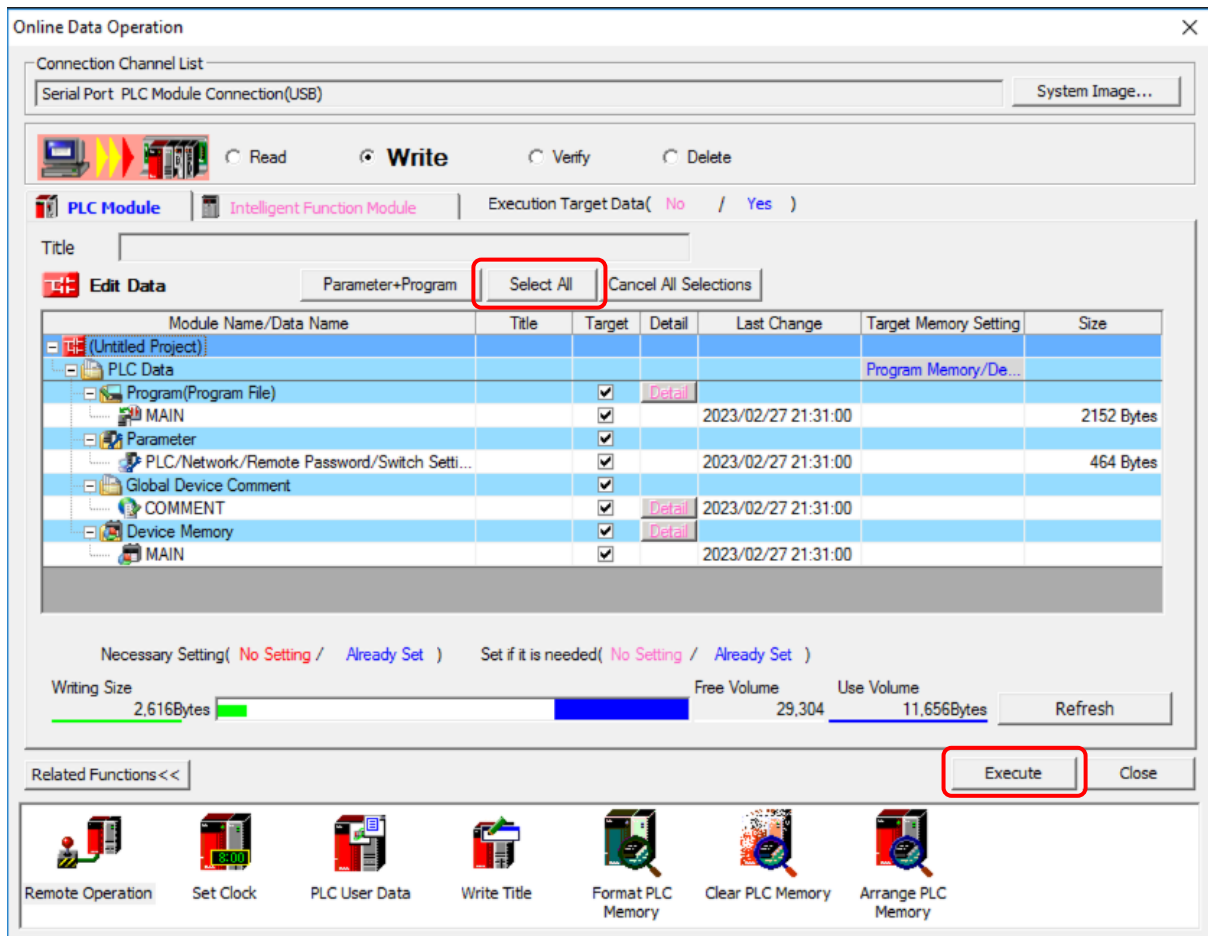 Online Data Operation
Connection Channel List
Serial Port PLC Module Connection(USB)
System Image...
Read Write Verify Delete
PLC Module Intelligent Function Module Execution Target Data( No / Yes )
Title
Edit Data Parameter+Program Select All Cancel All Selections
Module Name/Data Name Title Target Detail Last Change Target Memory Setting Size
(Untitled Project)
PLC Data Program Memory/De...
Program(Program File) Detail
MAIN 2023/02/27 21:31:00 2152 Bytes
Parameter
PLC/Network/Remote Password/Switch Setti... 2023/02/27 21:31:00 464 Bytes
Global Device Comment
COMMENT Detail 2023/02/27 21:31:00
Device Memory Detail
MAIN 2023/02/27 21:31:00
Necessary Setting( No Setting / Already Set ) Set if it is needed( No Setting / Already Set )
Writing Size Free Volume Use Volume
2,616Bytes 29,304 11,656Bytes Refresh
Related Functions<< Execute Close
8:00
Remote Operation Set Clock PLC User Data Write Title Format PLC Clear PLC Memory Arrange PLC
Memory Memory